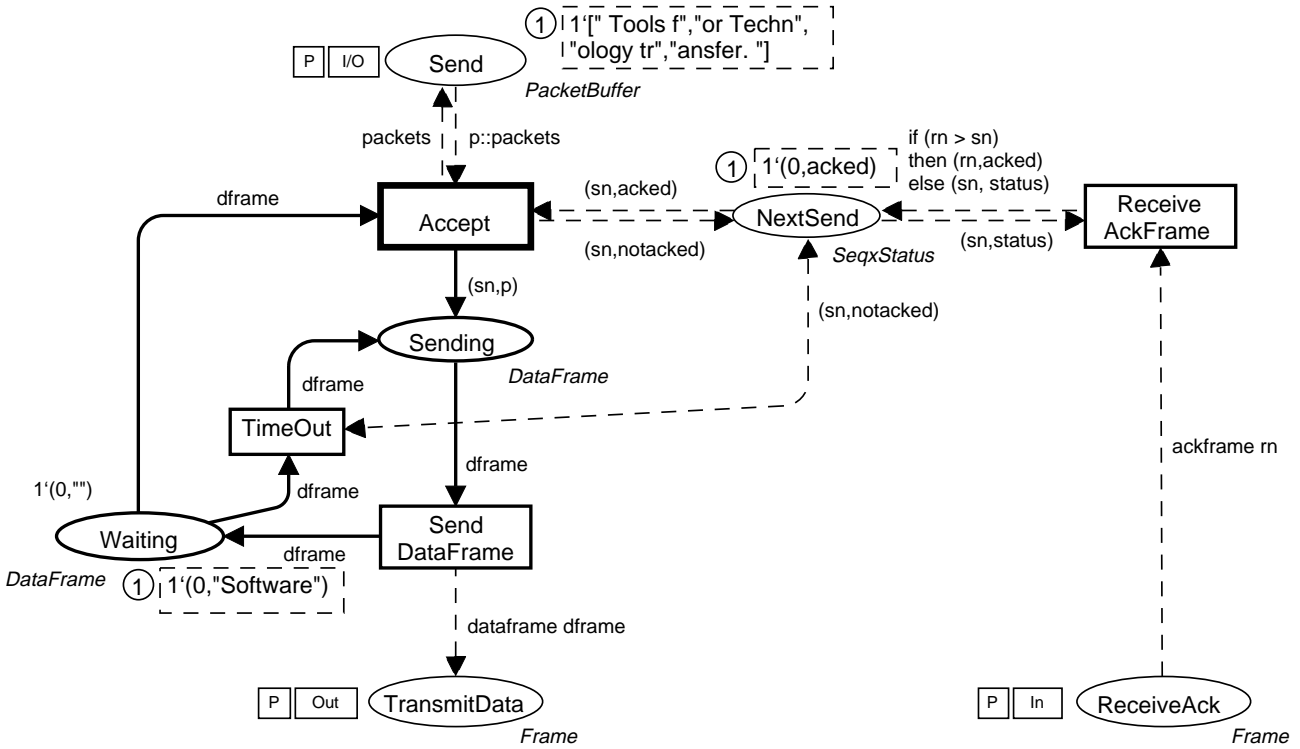 1 1‘[" Tools f","or Techn",
"ology tr","ansfer. "]
P I/O Send
PacketBuffer
packets p::packets
if (rn > sn)
then (rn,acked)
else (sn, status)
1 1‘(0,acked)
dframe
(sn,acked)
Accept
NextSend
Receive
AckFrame
(sn,notacked)
(sn,status)
SeqxStatus
(sn,p)
(sn,notacked)
Sending
DataFrame
dframe
TimeOut
dframe
ackframe rn
1‘(0,"")
dframe
Waiting
Send
DataFrame
dframe
DataFrame
1 1‘(0,"Software")
dataframe dframe
P Out TransmitData
Frame
P In ReceiveAck
Frame